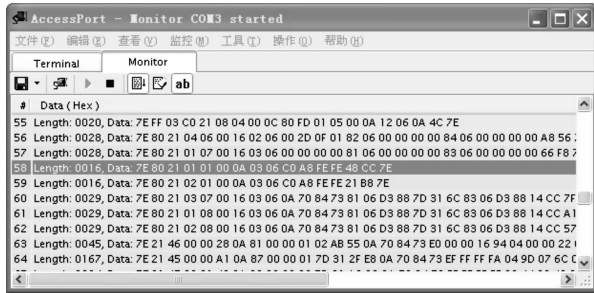 AccessPort - Monitor COM3 started
文件(F) 编辑(E) 查看(V) 监控(M) 工具(T) 操作(O) 帮助(H)
Terminal Monitor
ab
# Data (Hex)
55 Length: 0020, Data: 7E FF 03 C0 21 08 04 00 0C 80 FD 01 05 00 0A 12 06 0A 4C 7E
56 Length: 0028, Data: 7E 80 21 04 06 00 16 02 06 00 2D 0F 01 82 06 00 00 00 00 84 06 00 00 00 00 A8 56
57 Length: 0028, Data: 7E 80 21 01 07 00 16 03 06 00 00 00 00 81 06 00 00 00 00 83 06 00 00 00 00 66 F8 7
58 Length: 0016, Data: 7E 80 21 01 01 00 0A 03 06 C0 A8 FE FE 48 CC 7E
59 Length: 0016, Data: 7E 80 21 02 01 00 0A 03 06 C0 A8 FE FE 21 B8 7E
60 Length: 0029, Data: 7E 80 21 03 07 00 16 03 06 0A 70 84 73 81 06 D3 88 7D 31 6C 83 06 D3 88 14 CC 7F
61 Length: 0029, Data: 7E 80 21 01 08 00 16 03 06 0A 70 84 73 81 06 D3 88 7D 31 6C 83 06 D3 88 14 CC A1
62 Length: 0029, Data: 7E 80 21 02 08 00 16 03 06 0A 70 84 73 81 06 D3 88 7D 31 6C 83 06 D3 88 14 CC 57
63 Length: 0045, Data: 7E 21 46 00 00 28 0A 81 00 00 01 02 AB 55 0A 70 84 73 E0 00 00 16 94 04 00 00 22
64 Length: 0167, Data: 7E 21 45 00 00 A1 0A 87 00 00 01 7D 31 2F E8 0A 70 84 73 EF FF FF FA 04 9D 07 6C